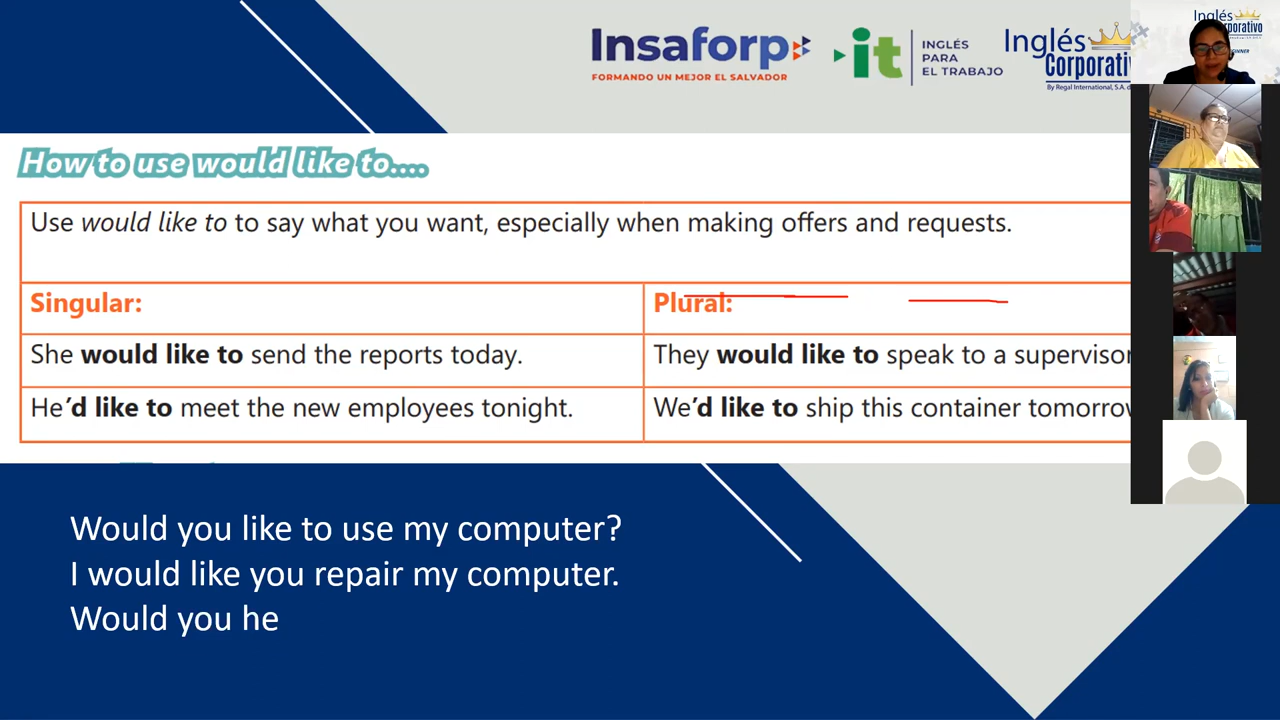 Insaforp
FORMANDO UN MEJOR EL SALVADOR
it
INGLÉS
PARA
EL TRABAJO
Inglés
By Regal International, S.A.
Inglés
How to use would like to....
Use would like to to say what you want, especially when making offers and requests.
Singular:
Plural:
She would like to send the reports today.
They would like to speak to a supervisor
He'd like to meet the new employees tonight.
We'd like to ship this container
Would you like to use my computer?
I would like you repair my computer.
Would you he